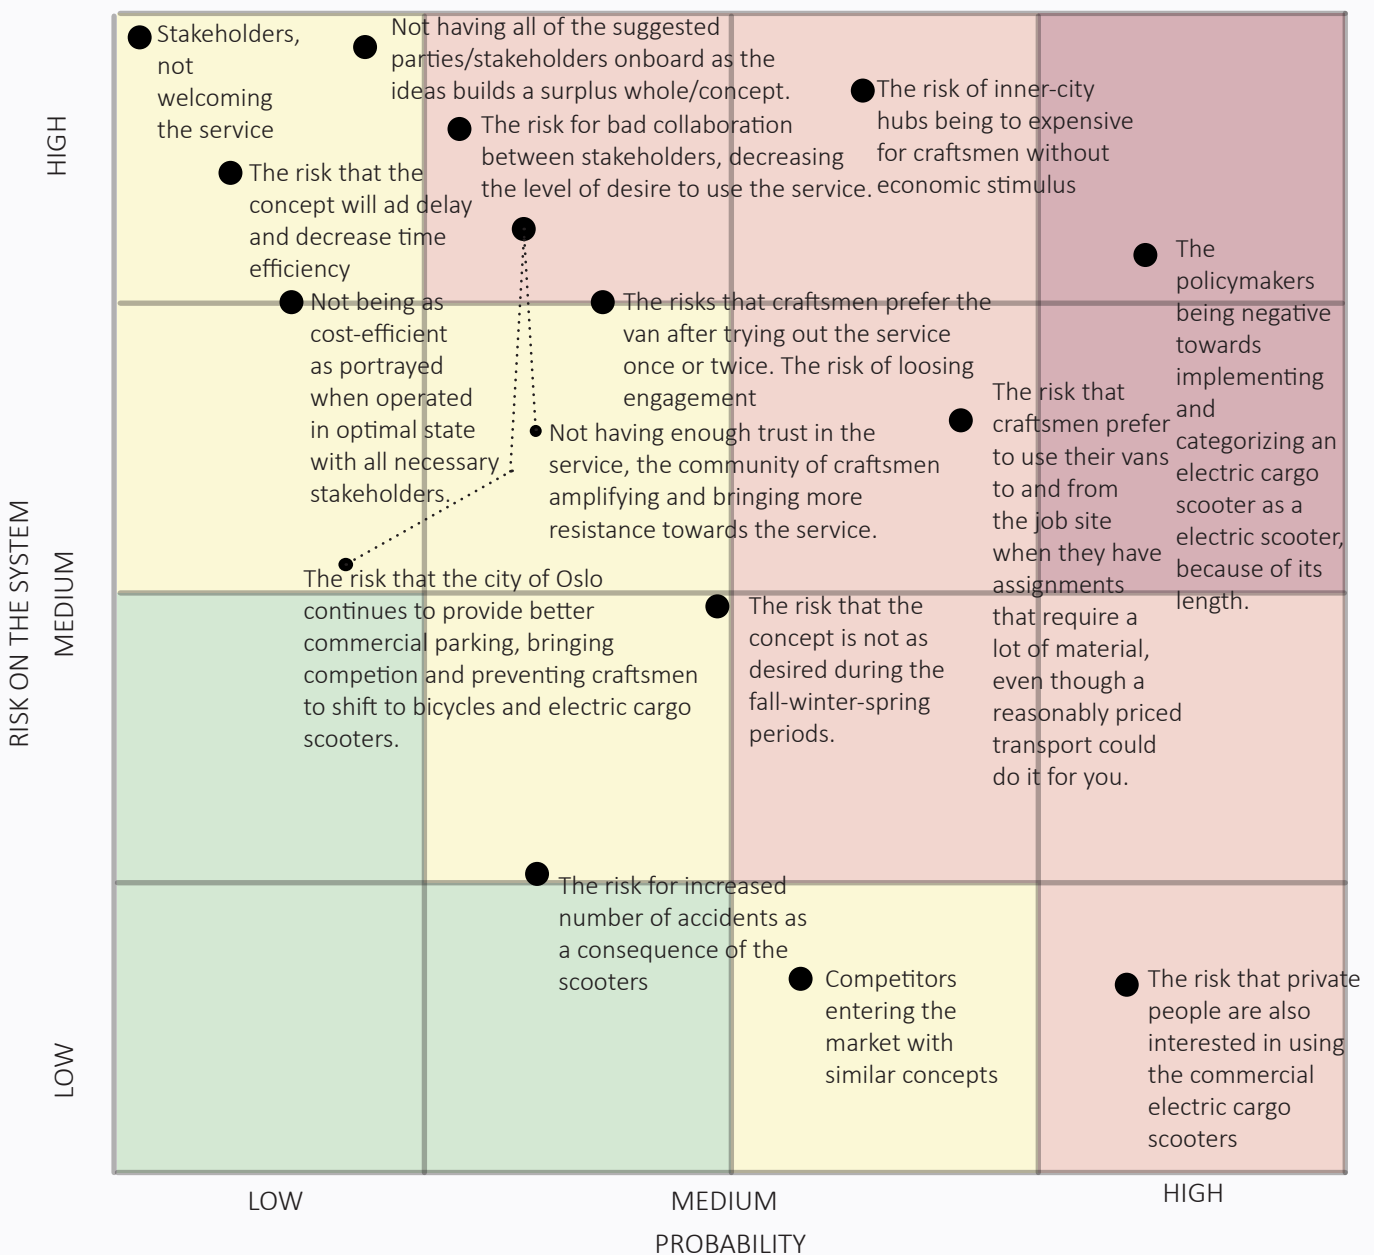 Stakeholders,
not
welcoming
the service
Not having all of the suggested
parties/stakeholders onboard as the
ideas builds a surplus whole/concept.
The risk of inner-city
hubs being to expensive
for craftsmen without
economic stimulus
The risk for bad collaboration
between stakeholders, decreasing
the level of desire to use the service.
The risk that the
concept will ad delay
and decrease time
efficiency
The
policymakers
being negative
towards
implementing
and
categorizing an
electric cargo
scooter as a
electric scooter,
because of its
length.
Not being as
cost-efficient
as portrayed
when operated
in optimal state
with all necessary
stakeholders.
The risks that craftsmen prefer the
van after trying out the service
once or twice. The risk of loosing
engagement
The risk that
craftsmen prefer
to use their vans
to and from
the job site
when they have
assignments
that require a
lot of material,
even though a
reasonably priced
transport could
do it for you.
Not having enough trust in the
service, the community of craftsmen
amplifying and bringing more
resistance towards the service.
The risk that the city of Oslo
continues to provide better
commercial parking, bringing
competion and preventing craftsmen
to shift to bicycles and electric cargo
scooters.
The risk that the
concept is not as
desired during the
fall-winter-spring
periods.
The risk for increased
number of accidents as
a consequence of the
scooters
Competitors
entering the
market with
similar concepts
The risk that private
people are also
interested in using
the commercial
electric cargo
scooters
HIGH
MEDIUM
LOW
RISK ON THE SYSTEM
LOW
MEDIUM
HIGH
PROBABILITY